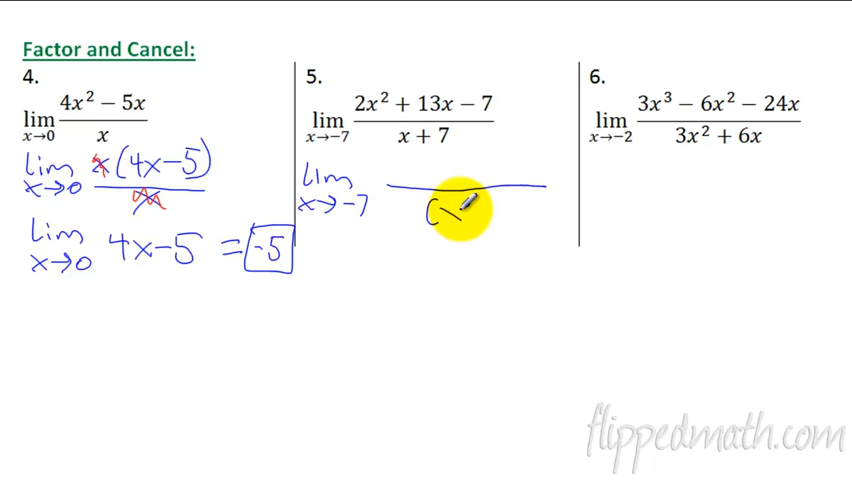 Factor and Cancel:
4.
lim x→0 (4x² − 5x)/x
lim x→0 x(4x−5)/x
lim x→0 4x−5 = -5
5.
lim x→−7 (2x² + 13x − 7)/(x + 7)
lim x→-7 (x
6.
lim x→−2 (3x³ − 6x² − 24x)/(3x² + 6x)
flippedmath.com